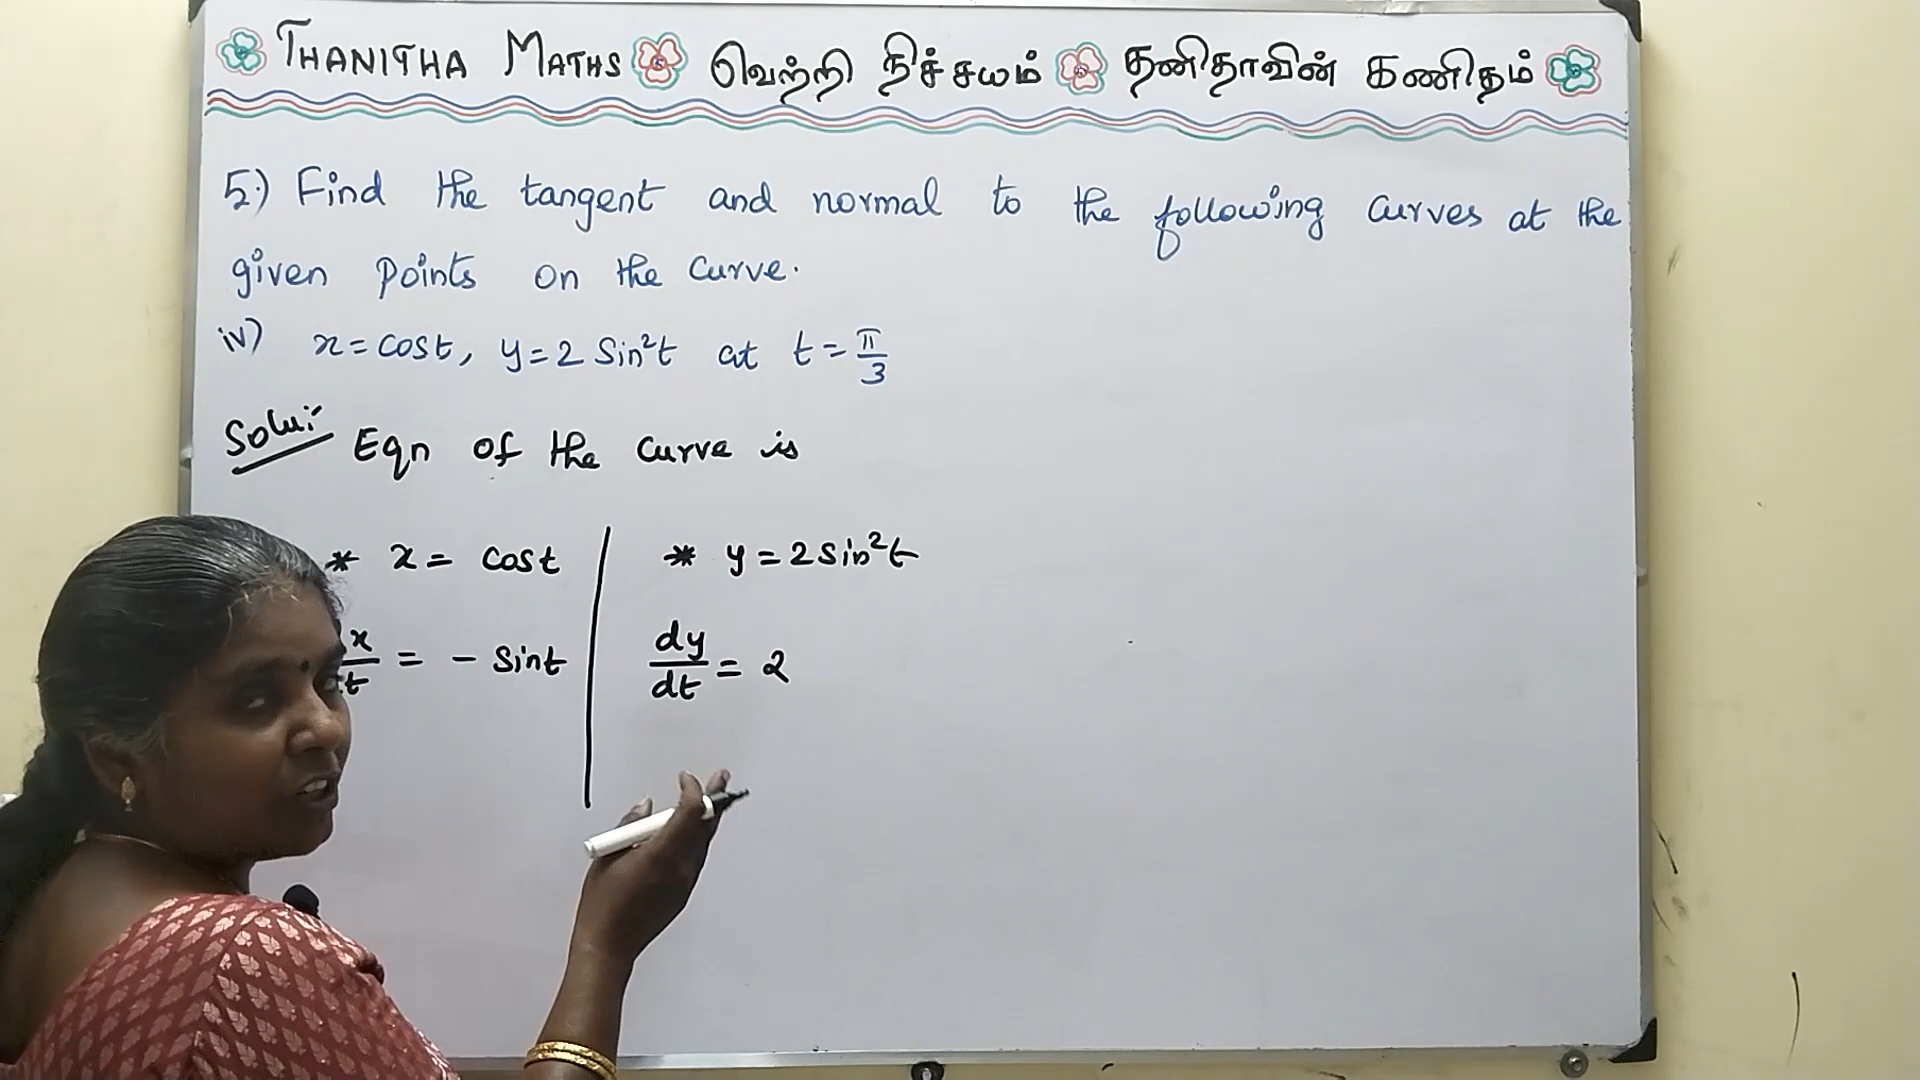 THANITHA MATHS வெற்றி நிச்சயம் தனிதாவின் கணிதம்
5.) Find the tangent and normal to the following curves at the
given points on the curve.
iv) x = cost, y = 2 Sin²t at t = π/3
Solu:- Eqn of the curve is
* x = cost * y = 2 sin²t
x/t = - sint dy/dt = 2